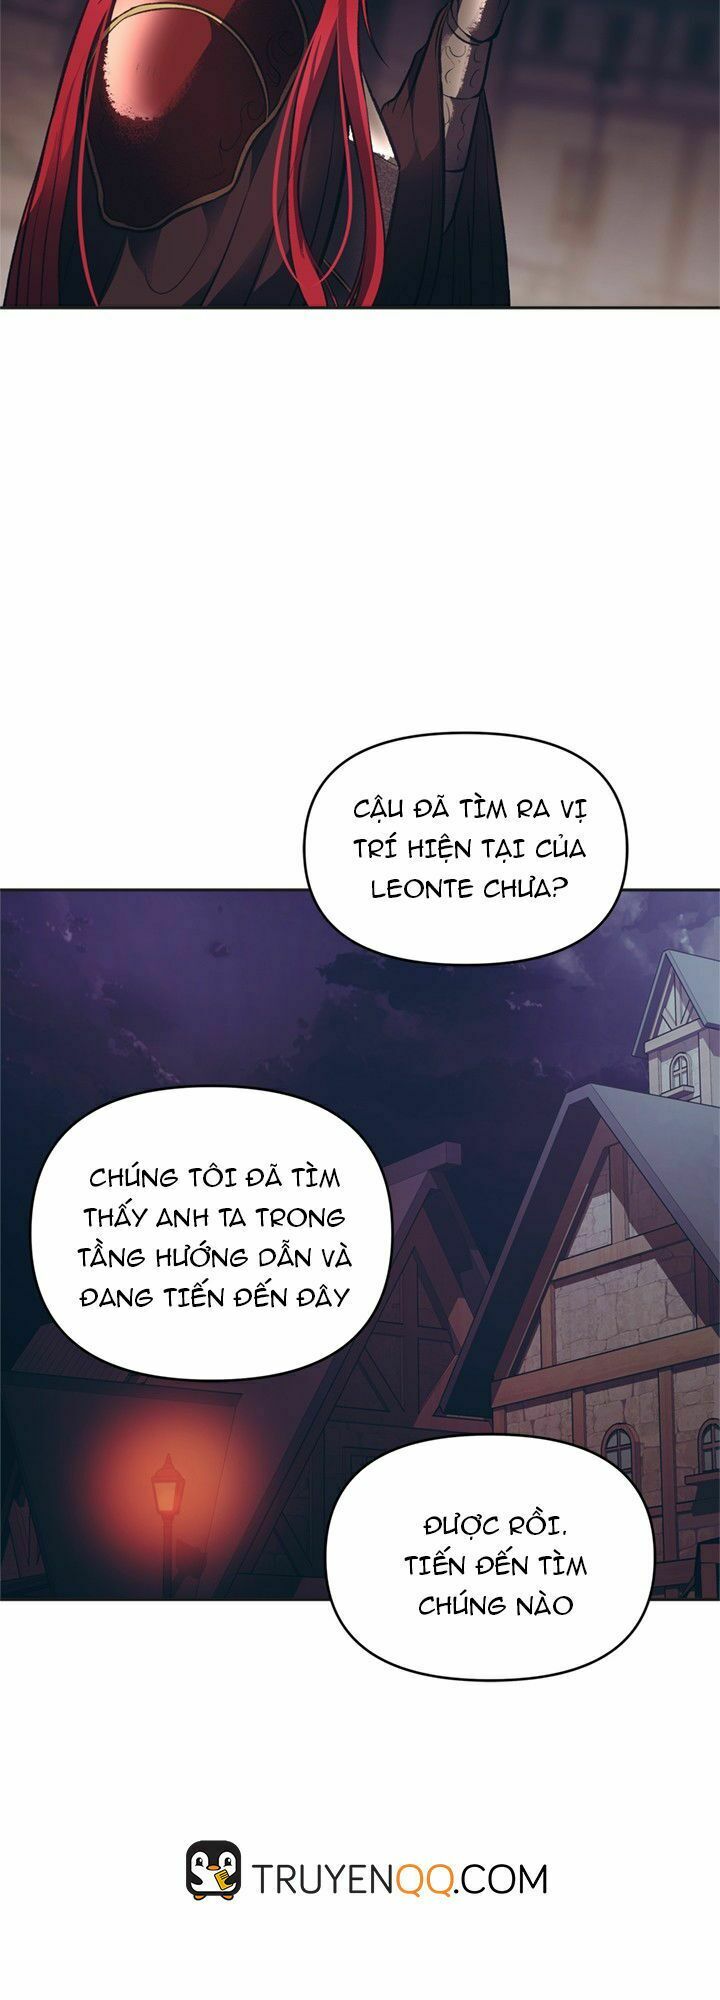 CẬU ĐÃ TÌM RA VỊ
TRÍ HIỆN TẠI CỦA
LEONTE CHƯA?
CHÚNG TÔI ĐÃ TÌM
THẤY ANH TA TRONG
TẦNG HƯỚNG DẪN VÀ
ĐANG TIẾN ĐẾN ĐÂY
ĐƯỢC RỒI.
TIẾN ĐẾN TÌM
CHÚNG NÀO
TRUYENQQ.COM